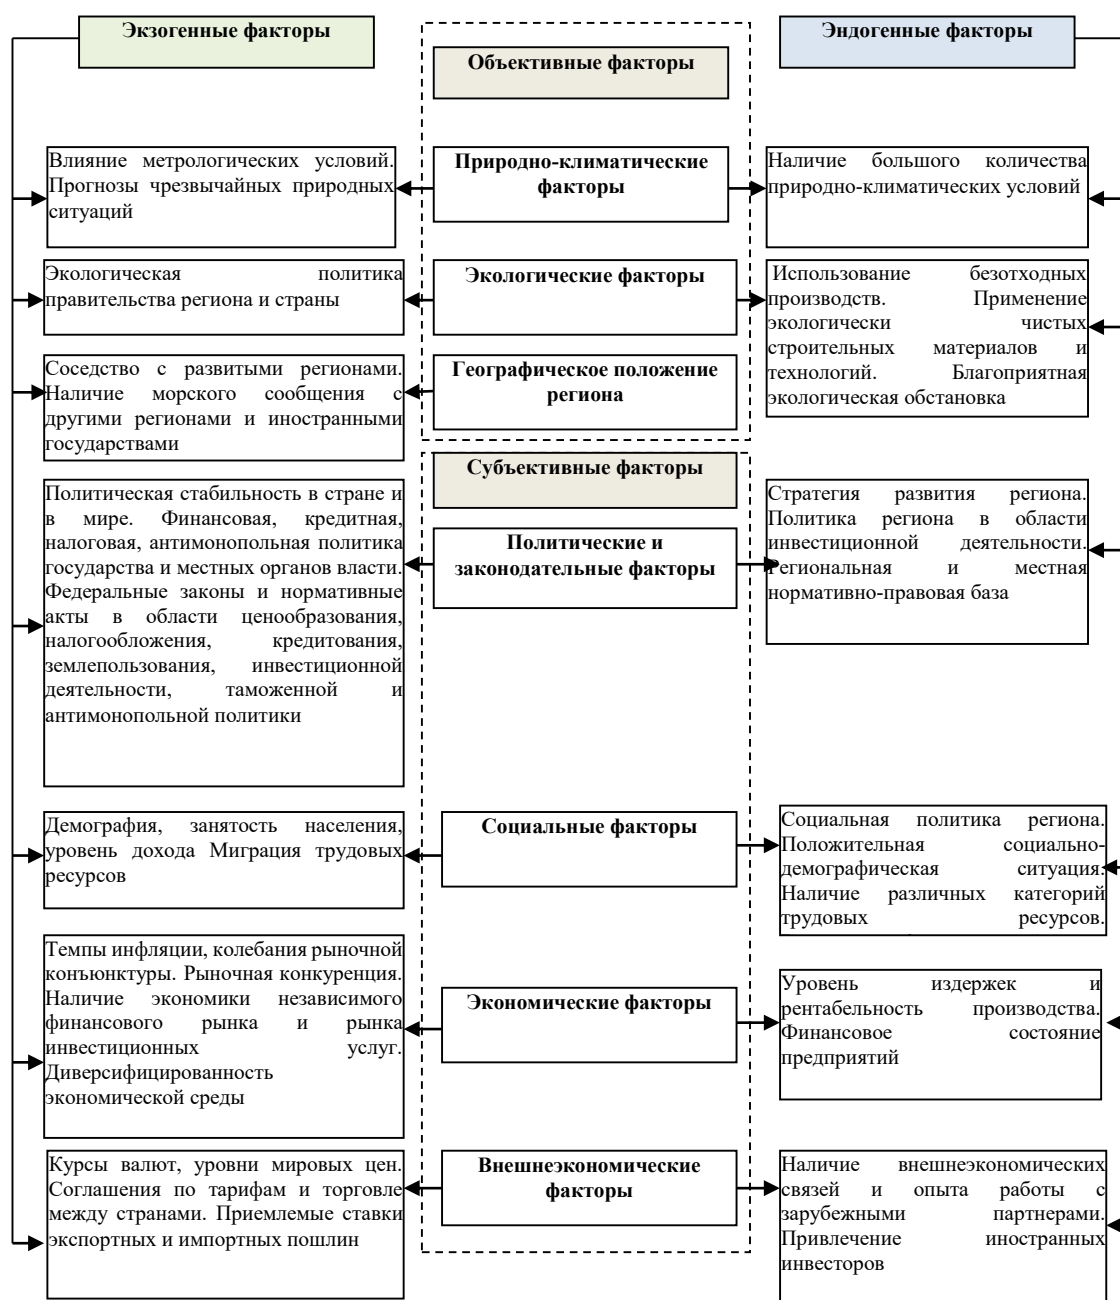 Экзогенные факторы
Объективные факторы
Эндогенные факторы
Влияние метрологических условий.
Прогнозы чрезвычайных природных
ситуаций
Природно-климатические
факторы
Наличие большого количества
природно-климатических условий
Экологическая политика
правительства региона и страны
Экологические факторы
Использование безотходных
производств. Применение
экологически чистых
строительных материалов и
технологий. Благоприятная
экологическая обстановка
Соседство с развитыми регионами.
Наличие морского сообщения с
другими регионами и иностранными
государствами
Географическое положение
региона
Субъективные факторы
Политическая стабильность в стране и
в мире. Финансовая, кредитная,
налоговая, антимонопольная политика
государства и местных органов власти.
Федеральные законы и нормативные
акты в области ценообразования,
налогообложения, кредитования,
землепользования, инвестиционной
деятельности, таможенной и
антимонопольной политики
Политические и
законодательные факторы
Стратегия развития региона.
Политика региона в области
инвестиционной деятельности.
Региональная и местная
нормативно-правовая база
Демография, занятость населения,
уровень дохода Миграция трудовых
ресурсов
Социальные факторы
Социальная политика региона.
Положительная социально-
демографическая ситуация.
Наличие различных категорий
трудовых ресурсов.
Темпы инфляции, колебания рыночной
конъюнктуры. Рыночная конкуренция.
Наличие экономики независимого
финансового рынка и рынка
инвестиционных услуг.
Диверсифицированность
экономической среды
Экономические факторы
Уровень издержек и
рентабельность производства.
Финансовое состояние
предприятий
Курсы валют, уровни мировых цен.
Соглашения по тарифам и торговле
между странами. Приемлемые ставки
экспортных и импортных пошлин
Внешнеэкономические
факторы
Наличие внешнеэкономических
связей и опыта работы с
зарубежными партнерами.
Привлечение иностранных
инвесторов